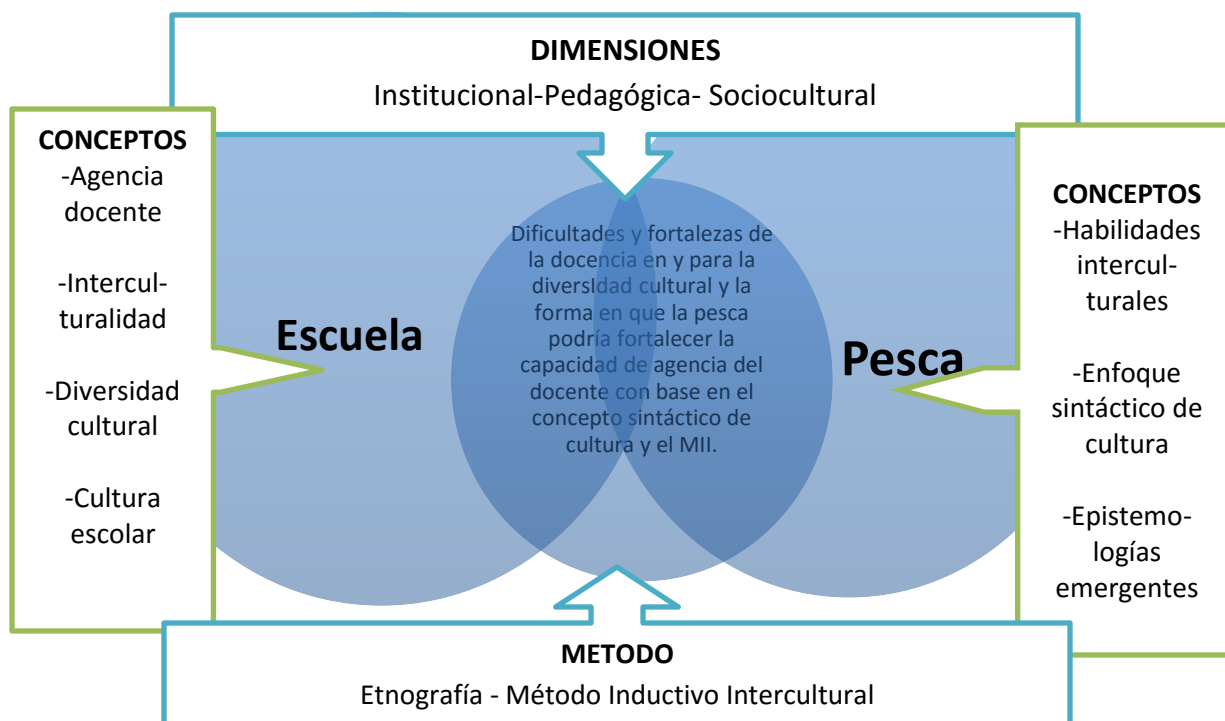 DIMENSIONES
Institucional-Pedagógica- Sociocultural
CONCEPTOS
-Agencia
docente
-Intercul-
turalidad
-Diversidad
cultural
-Cultura
escolar
Escuela
Dificultades y fortalezas de
la docencia en y para la
diversIdad cultural y la
forma en que la pesca
podría fortalecer la
capacidad de agencia del
docente con base en el
concepto sintáctico de
cultura y el MII.
Pesca
CONCEPTOS
-Habilidades
intercul-
turales
-Enfoque
sintáctico de
cultura
-Epistemo-
logías
emergentes
METODO
Etnografía - Método Inductivo Intercultural